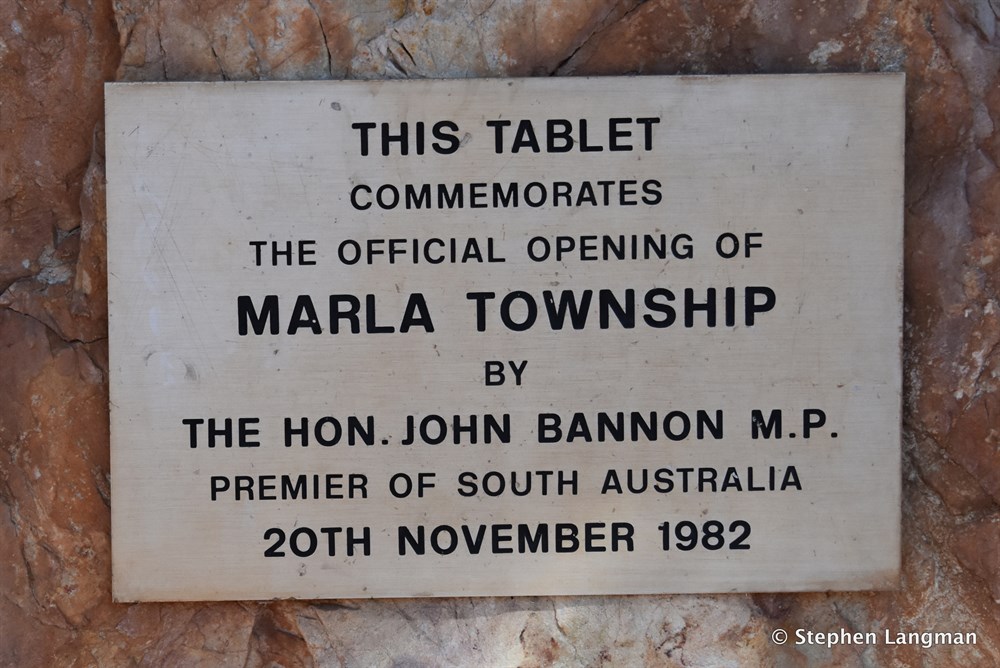 THIS TABLET
COMMEMORATES
THE OFFICIAL OPENING OF
MARLA TOWNSHIP
BY
THE HON. JOHN BANNON M.P.
PREMIER OF SOUTH AUSTRALIA
20TH NOVEMBER 1982
© Stephen Langman